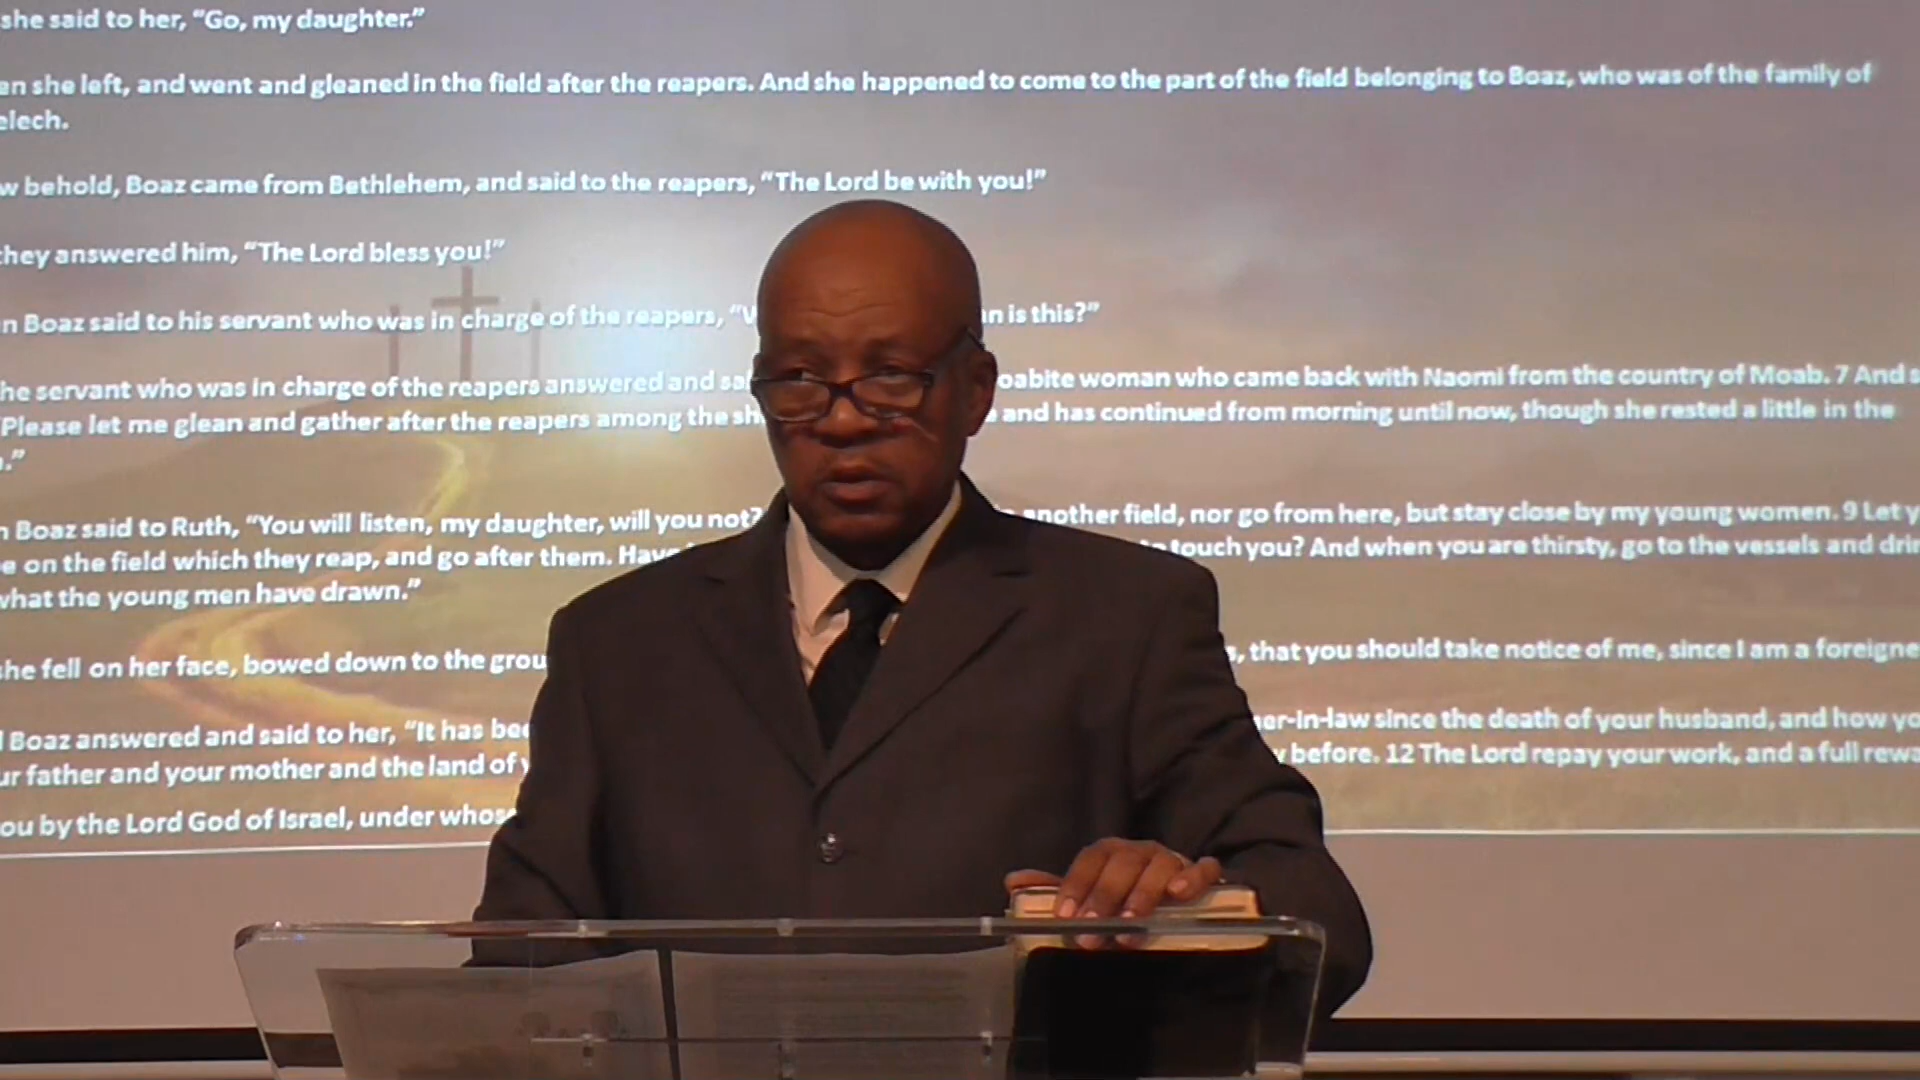 she said to her, “Go, my daughter.”
en she left, and went and gleaned in the field after the reapers. And she happened to come to the part of the field belonging to Boaz, who was of the family of
elech.
w behold, Boaz came from Bethlehem, and said to the reapers, “The Lord be with you!”
they answered him, “The Lord bless you!”
n Boaz said to his servant who was in charge of the reapers, “W n is this?”
he servant who was in charge of the reapers answered and sa oabite woman who came back with Naomi from the country of Moab. 7 And s
Please let me glean and gather after the reapers among the sh e and has continued from morning until now, though she rested a little in the
.”
n Boaz said to Ruth, “You will listen, my daughter, will you not? another field, nor go from here, but stay close by my young women. 9 Let y
e on the field which they reap, and go after them. Have touch you? And when you are thirsty, go to the vessels and drin
what the young men have drawn.”
she fell on her face, bowed down to the grou s, that you should take notice of me, since I am a foreigne
Boaz answered and said to her, “It has bee her-in-law since the death of your husband, and how yo
ur father and your mother and the land of y before. 12 The Lord repay your work, and a full rewa
ou by the Lord God of Israel, under whose